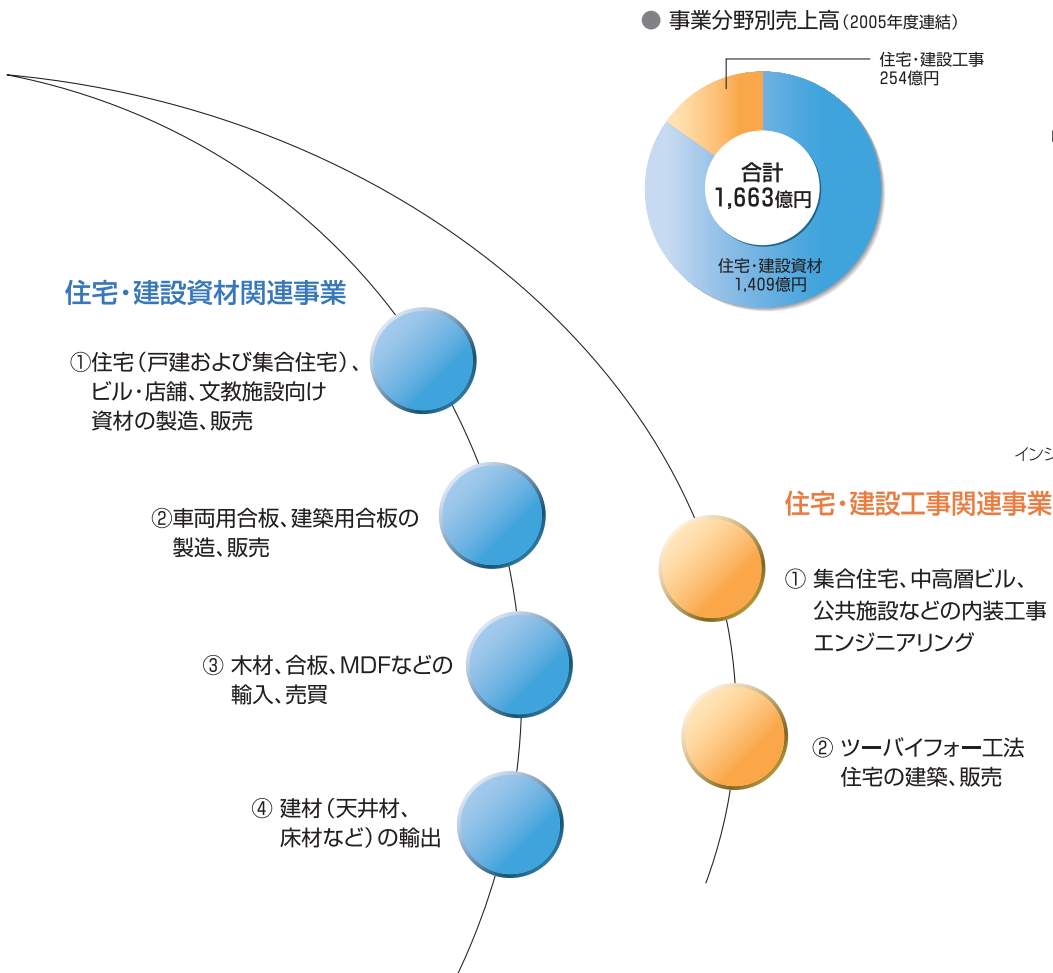 ● 事業分野別売上高(2005年度連結)
住宅・建設工事
254億円
合計
1,663億円
住宅・建設資材
1,409億円
住宅・建設資材関連事業
①住宅(戸建および集合住宅)、
ビル・店舗、文教施設向け
資材の製造、販売
②車両用合板、建築用合板の
製造、販売
③ 木材、合板、MDFなどの
輸入、売買
④ 建材(天井材、
床材など)の輸出
インシ
住宅・建設工事関連事業
① 集合住宅、中高層ビル、
公共施設などの内装工事
エンジニアリング
② ツーバイフォー工法
住宅の建築、販売